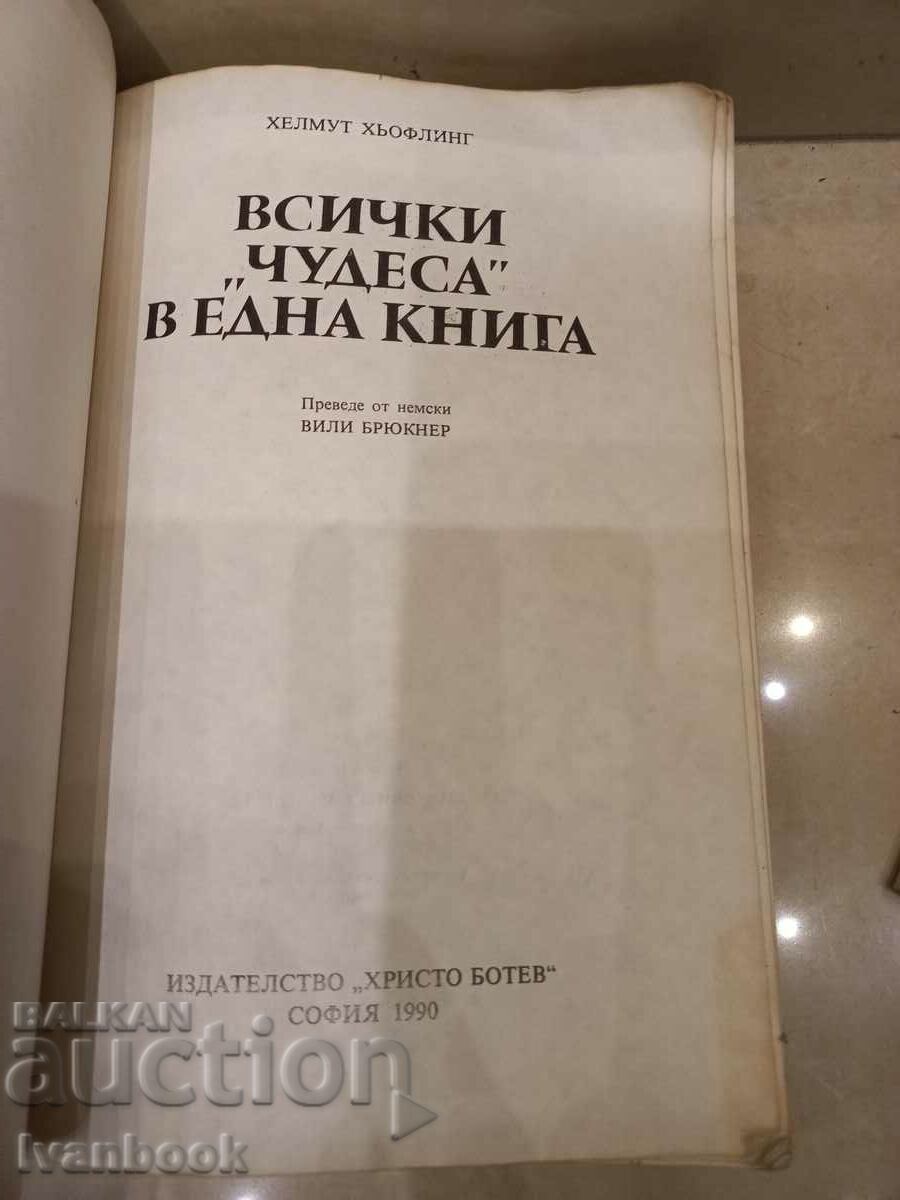 ХЕЛМУТ ХЬОФЛИНГ
ВСИЧКИ
„ЧУДЕСА"
В ЕДНА КНИГА
Преведе от немски
ВИЛИ БРЮКНЕР
ИЗДАТЕЛСТВО „ХРИСТО БОТЕВ“
СОФИЯ 1990
BALKAN
auction
Ivanbook